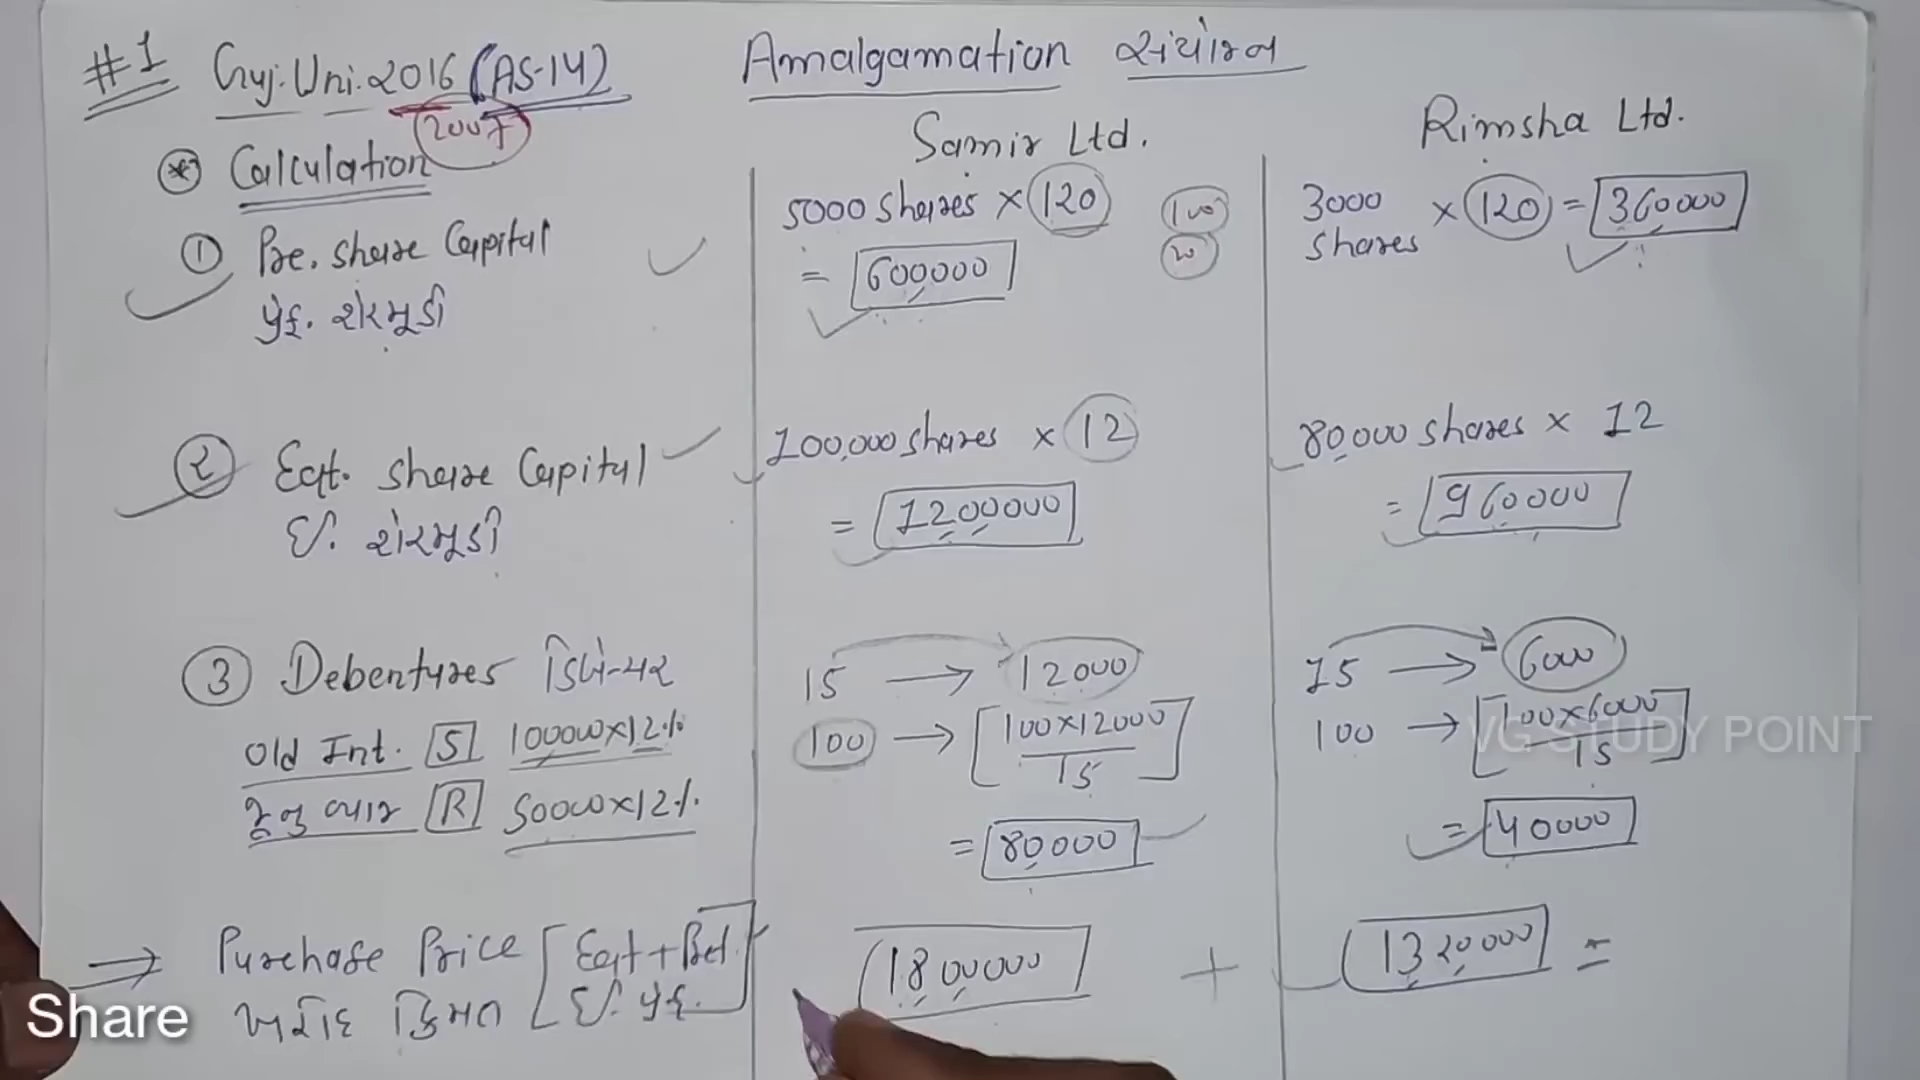 #1 Guj. Uni. 2016 (AS-14)
2007
Amalgamation સંયોજન
* Calculation
Samir Ltd.
Rimsha Ltd.
① Pre. share Capital
પ્રેફ. શેરમૂડી
5000 shares × 120
= 600000
100
20
3000 shares × 120 = 360000
② Eqt. share Capital
ઈ. શેરમૂડી
100,000 shares × 12
= 1200000
80000 shares × 12
= 960000
③ Debentures ડિબેન્ચર
Old Int. S 100000×12%
જૂનું વ્યાજ R 50000×12%
15 → 12000
100 → [100×12000 / 15]
= 80000
15 → 6000
100 → [100×6000 / 15]
= 40000
VG STUDY POINT
⇒ Purchase Price [Eqt + Pref.
ખરીદ કિંમત ઈ. પ્રેફ.]
1800000 + 1320000 =
Share